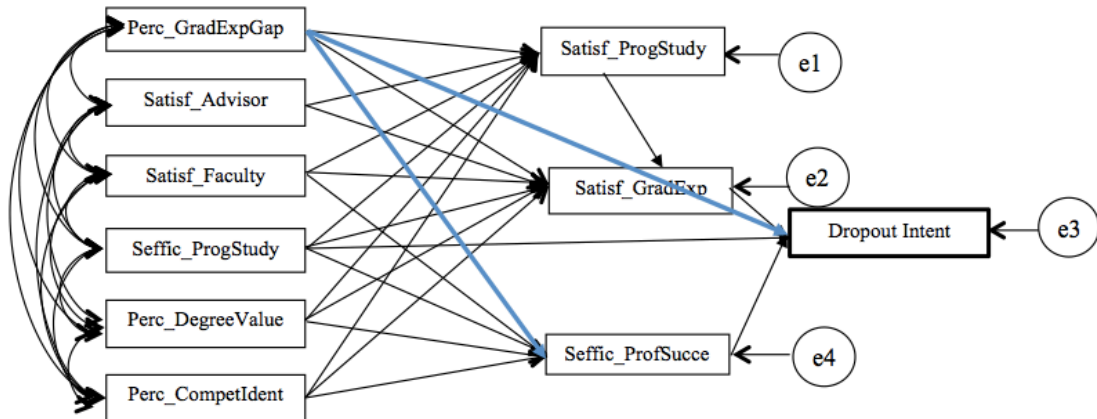 Perc_GradExpGap
Satisf_ProgStudy
e1
Satisf_Advisor
Satisf_Faculty
Satisf_GradExp
e2
Seffic_ProgStudy
Dropout Intent
e3
Perc_DegreeValue
Seffic_ProfSucce
e4
Perc_CompetIdent